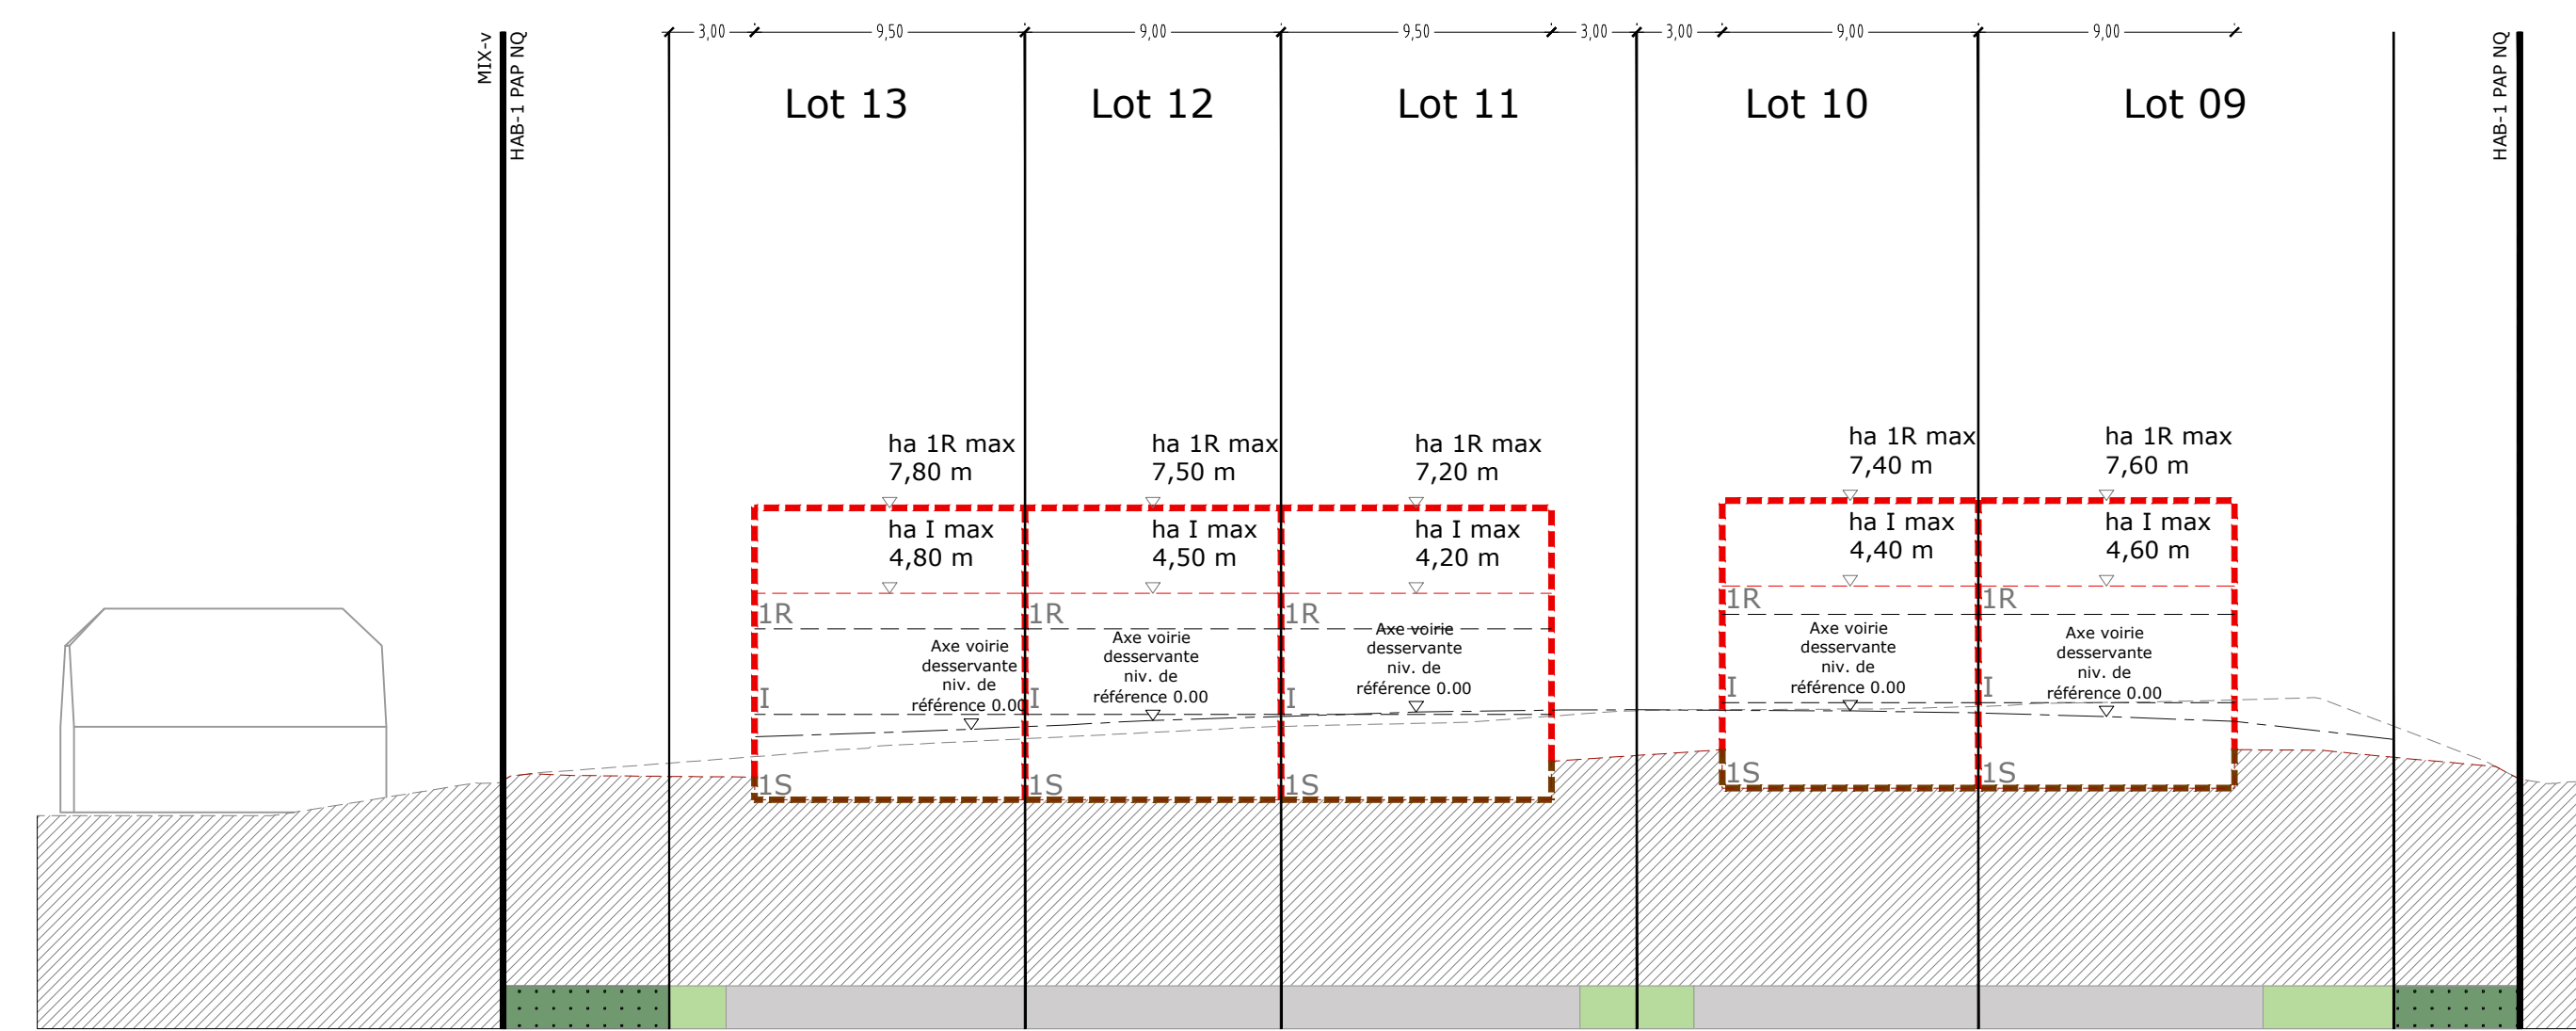 3,00
9,50
9,00
9,50
3,00
3,00
9,00
9,00
MIX-v
HAB-1 PAP NQ
HAB-1 PAP NQ
Lot 13
Lot 12
Lot 11
Lot 10
Lot 09
ha 1R max
7,80 m
ha I max
4,80 m
1R
Axe voirie
desservante
niv. de
référence 0.00
I
1S
ha 1R max
7,50 m
ha I max
4,50 m
1R
Axe voirie
desservante
niv. de
référence 0.00
I
1S
ha 1R max
7,20 m
ha I max
4,20 m
1R
Axe voirie
desservante
niv. de
référence 0.00
I
1S
ha 1R max
7,40 m
ha I max
4,40 m
1R
Axe voirie
desservante
niv. de
référence 0.00
I
1S
ha 1R max
7,60 m
ha I max
4,60 m
1R
Axe voirie
desservante
niv. de
référence 0.00
I
1S